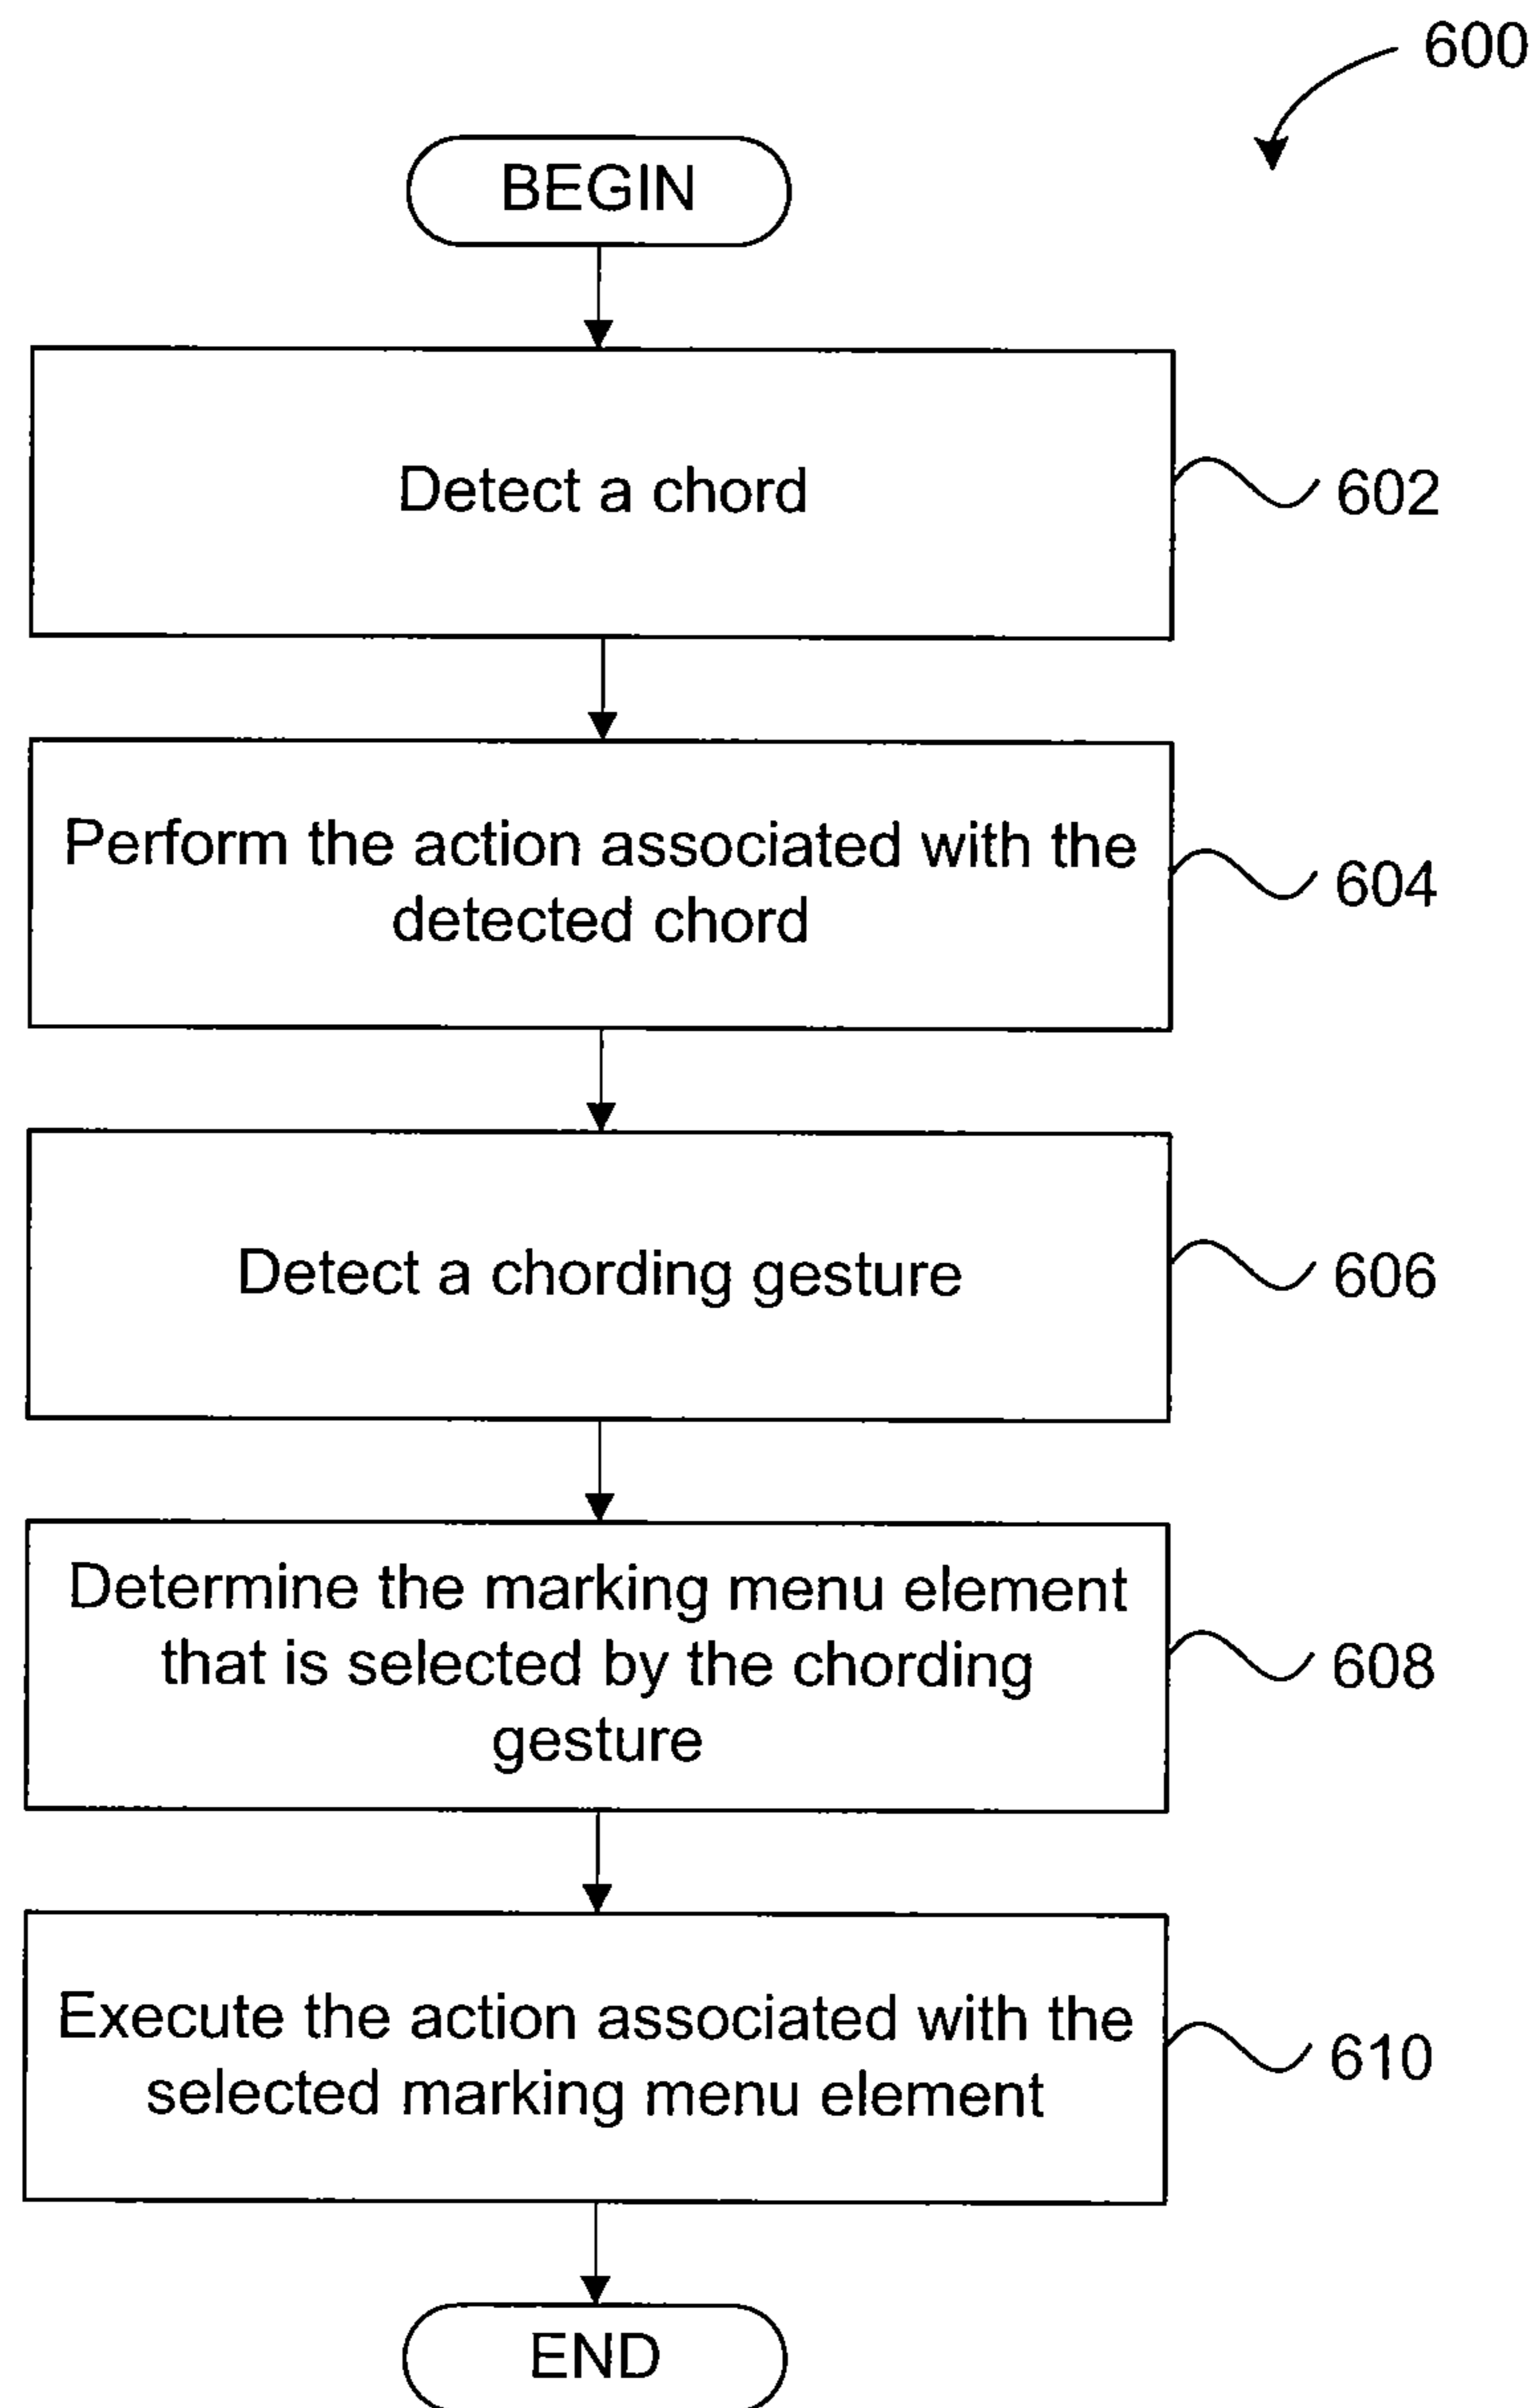 600
BEGIN
Detect a chord
602
Perform the action associated with the
detected chord
604
Detect a chording gesture
606
Determine the marking menu element
that is selected by the chording
gesture
608
Execute the action associated with the
selected marking menu element
610
END